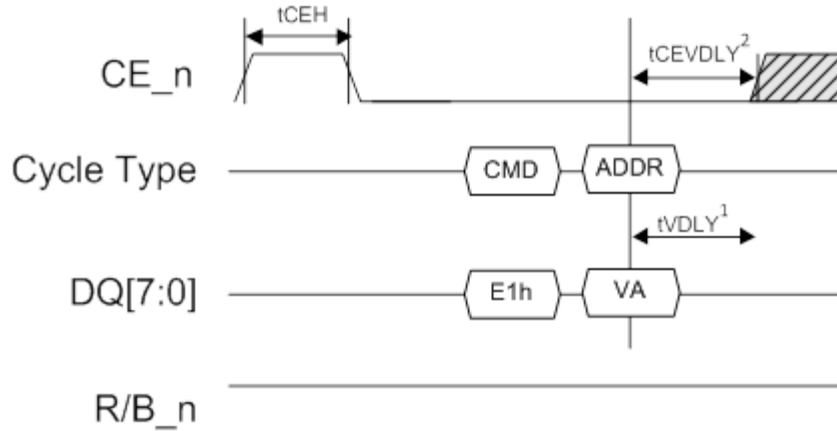 tCEH
CE_n
tCEVDLY²
Cycle Type
CMD
ADDR
tVDLY¹
DQ[7:0]
E1h
VA
R/B_n